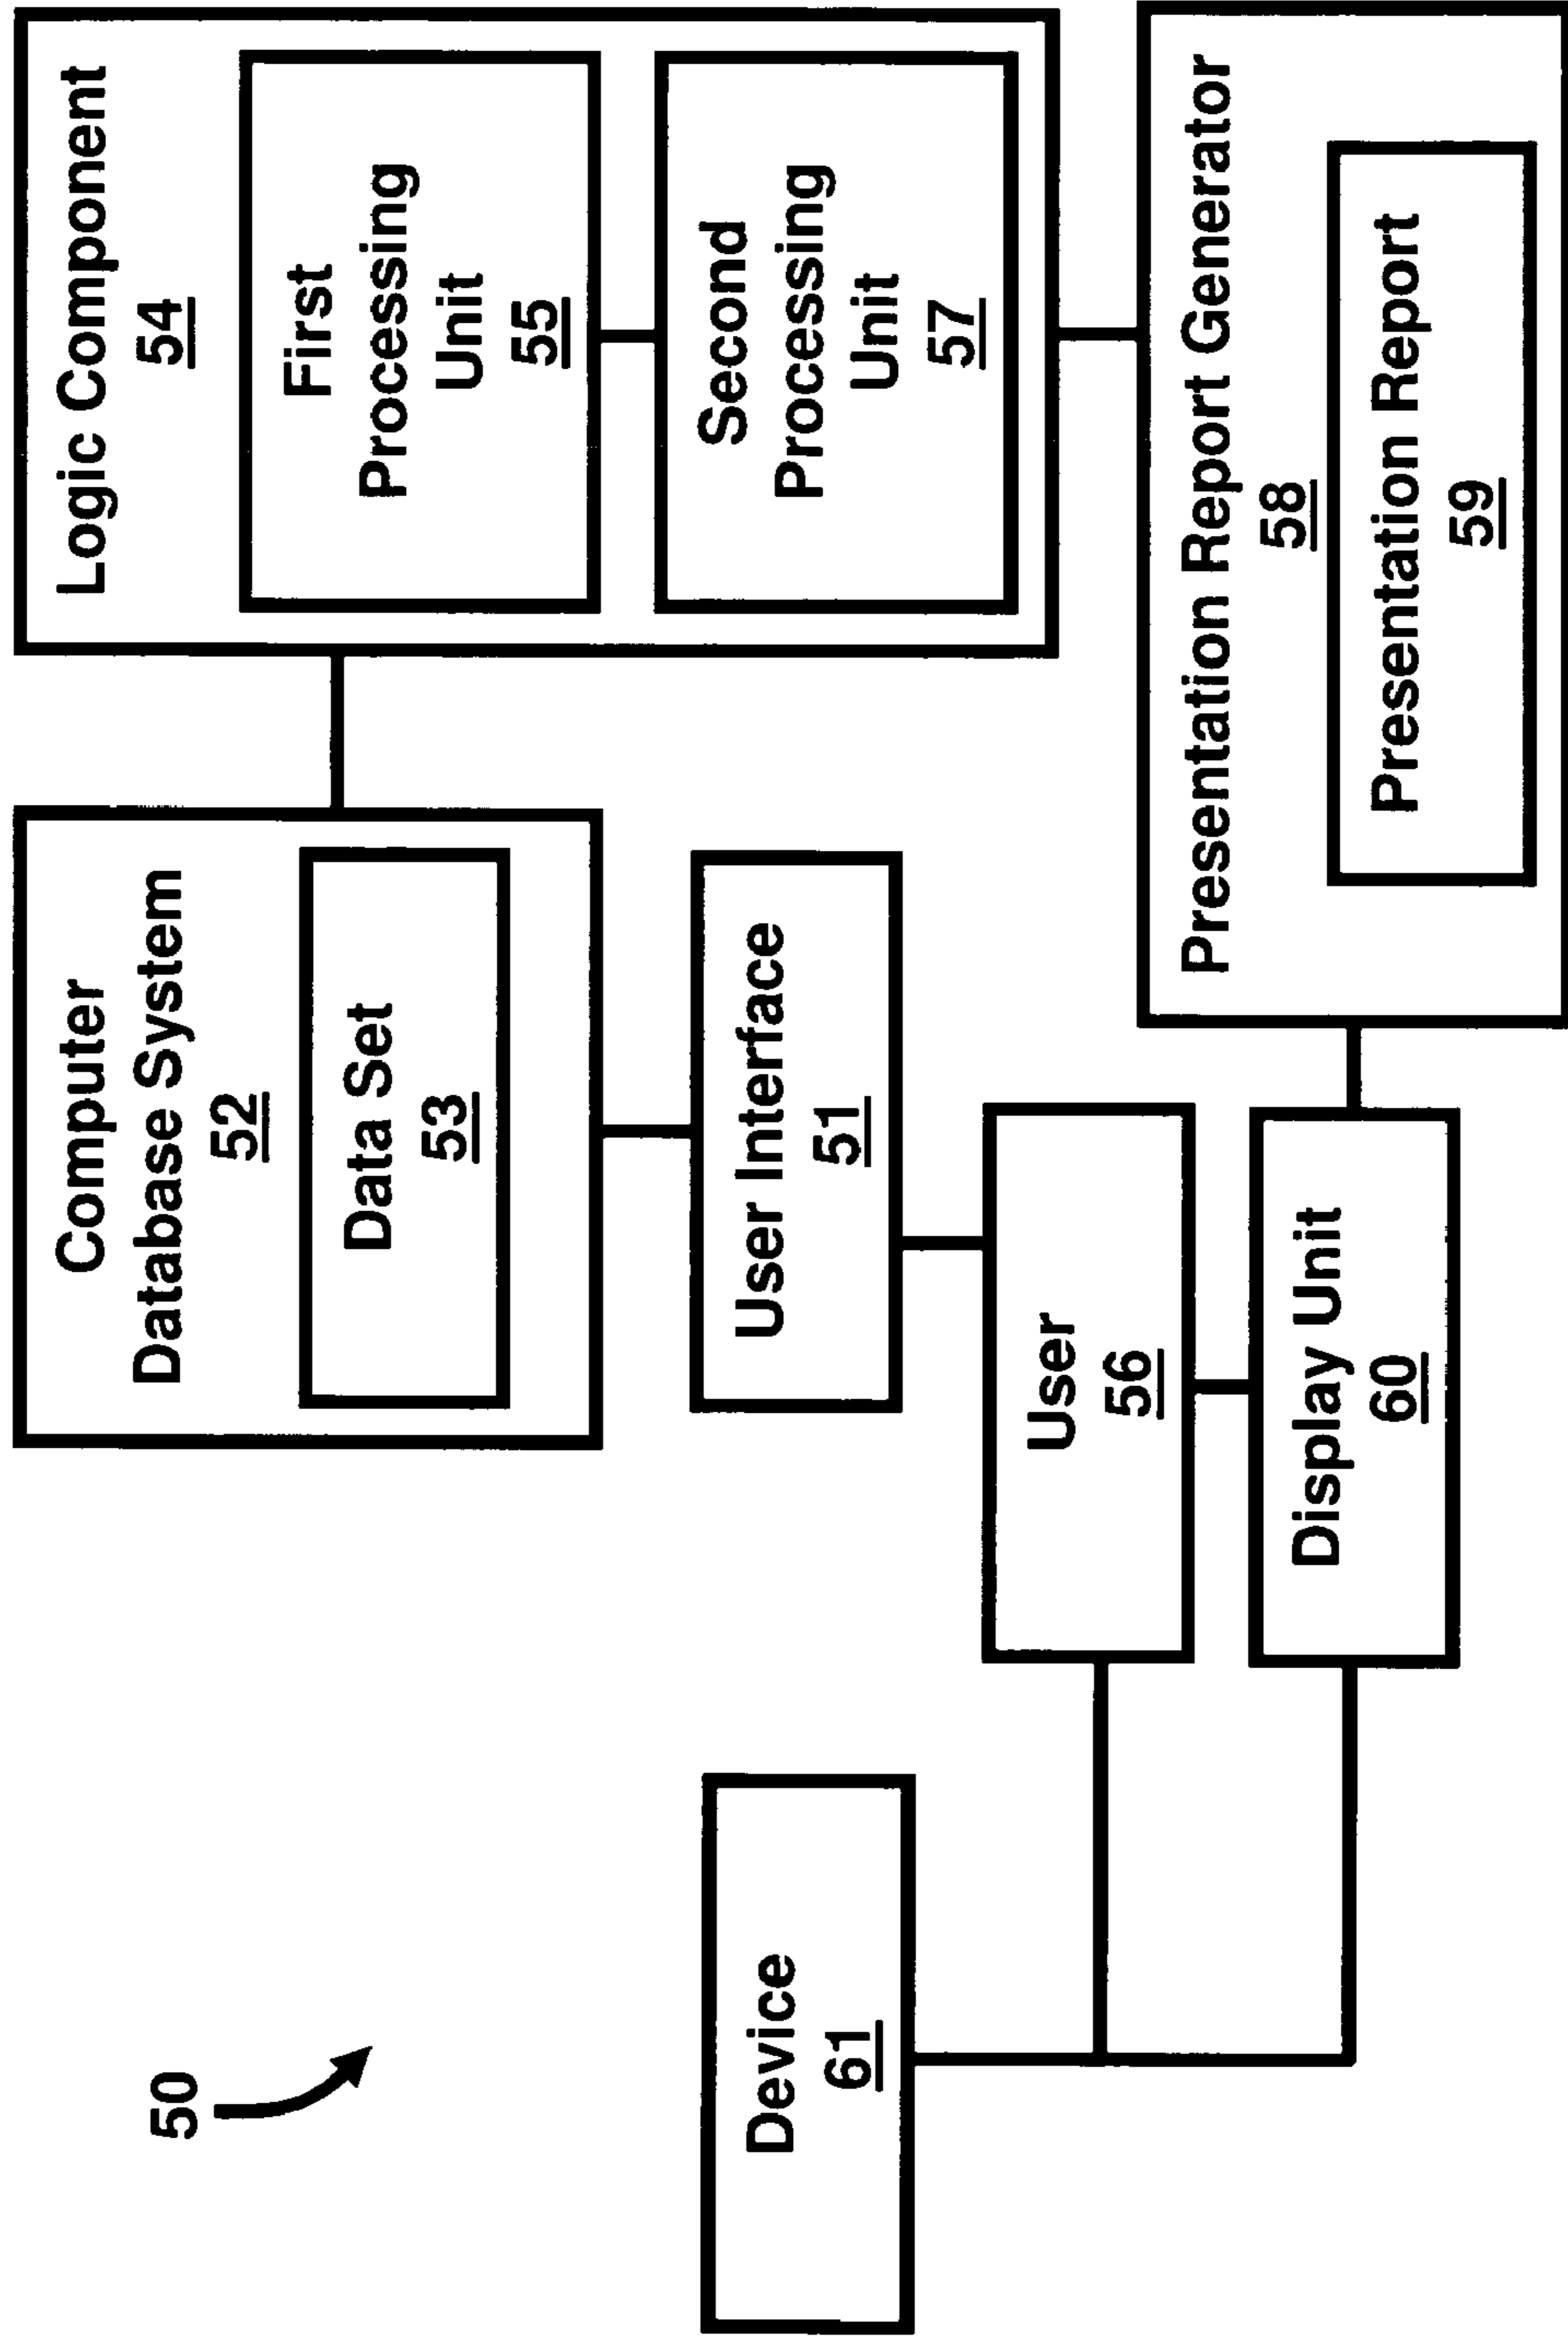 50
Computer
Database System
52
Data Set
53
Logic Component
54
First
Processing
Unit
55
Second
Processing
Unit
57
User Interface
51
Device
61
User
56
Display Unit
60
Presentation Report Generator
58
Presentation Report
59